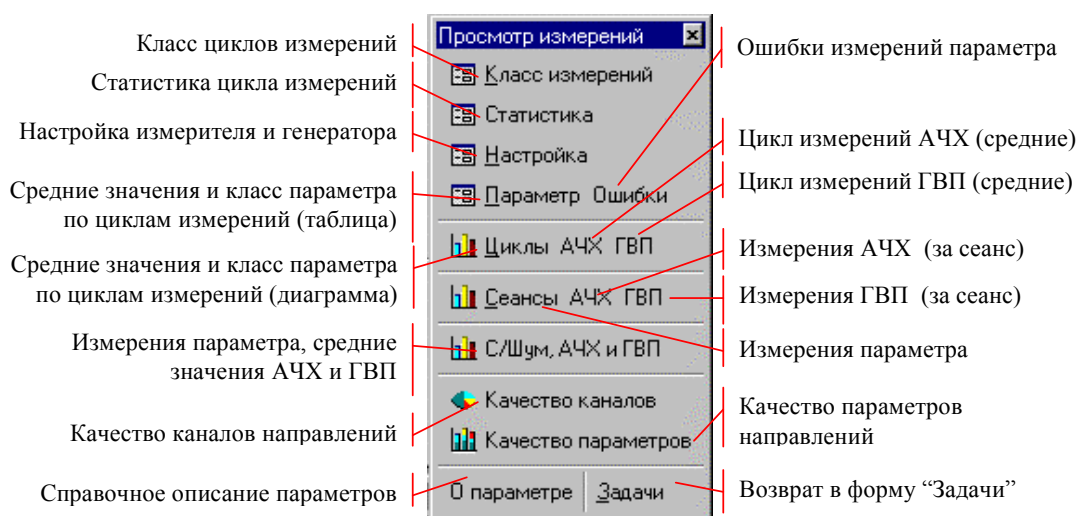 Класс циклов измерений
Статистика цикла измерений
Настройка измерителя и генератора
Средние значения и класс параметра
по циклам измерений (таблица)
Средние значения и класс параметра
по циклам измерений (диаграмма)
Измерения параметра, средние
значения АЧХ и ГВП
Качество каналов направлений
Справочное описание параметров
Просмотр измерений
Класс измерений
Статистика
Настройка
Параметр Ошибки
Циклы АЧХ ГВП
Сеансы АЧХ ГВП
С/Шум, АЧХ и ГВП
Качество каналов
Качество параметров
О параметре Задачи
Ошибки измерений параметра
Цикл измерений АЧХ (средние)
Цикл измерений ГВП (средние)
Измерения АЧХ (за сеанс)
Измерения ГВП (за сеанс)
Измерения параметра
Качество параметров
направлений
Возврат в форму “Задачи”